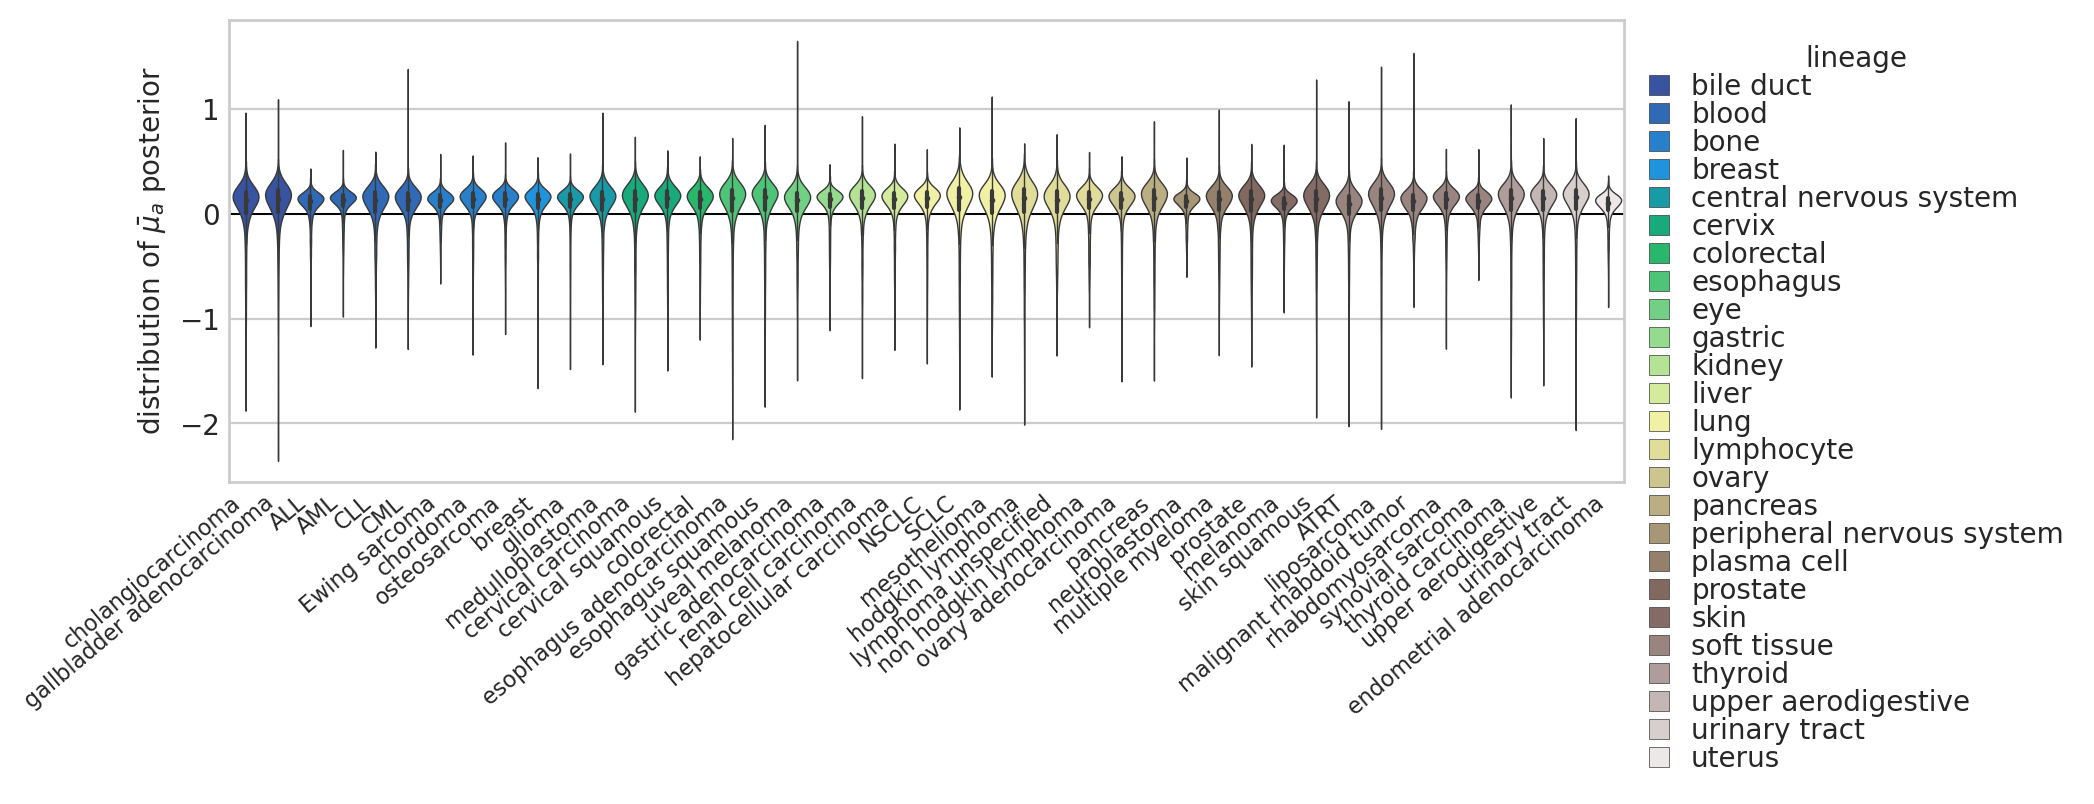 distribution of μ̄ₐ posterior
1
0
−1
−2
cholangiocarcinoma
gallbladder adenocarcinoma
ALL
AML
CLL
CML
Ewing sarcoma
chordoma
osteosarcoma
breast
glioma
medulloblastoma
cervical carcinoma
cervical squamous
colorectal
esophagus adenocarcinoma
esophagus squamous
uveal melanoma
gastric adenocarcinoma
renal cell carcinoma
hepatocellular carcinoma
NSCLC
SCLC
mesothelioma
hodgkin lymphoma
lymphoma unspecified
non hodgkin lymphoma
ovary adenocarcinoma
pancreas
neuroblastoma
multiple myeloma
prostate
melanoma
skin squamous
ATRT
liposarcoma
malignant rhabdoid tumor
rhabdomyosarcoma
synovial sarcoma
thyroid carcinoma
upper aerodigestive
urinary tract
endometrial adenocarcinoma
lineage
bile duct
blood
bone
breast
central nervous system
cervix
colorectal
esophagus
eye
gastric
kidney
liver
lung
lymphocyte
ovary
pancreas
peripheral nervous system
plasma cell
prostate
skin
soft tissue
thyroid
upper aerodigestive
urinary tract
uterus